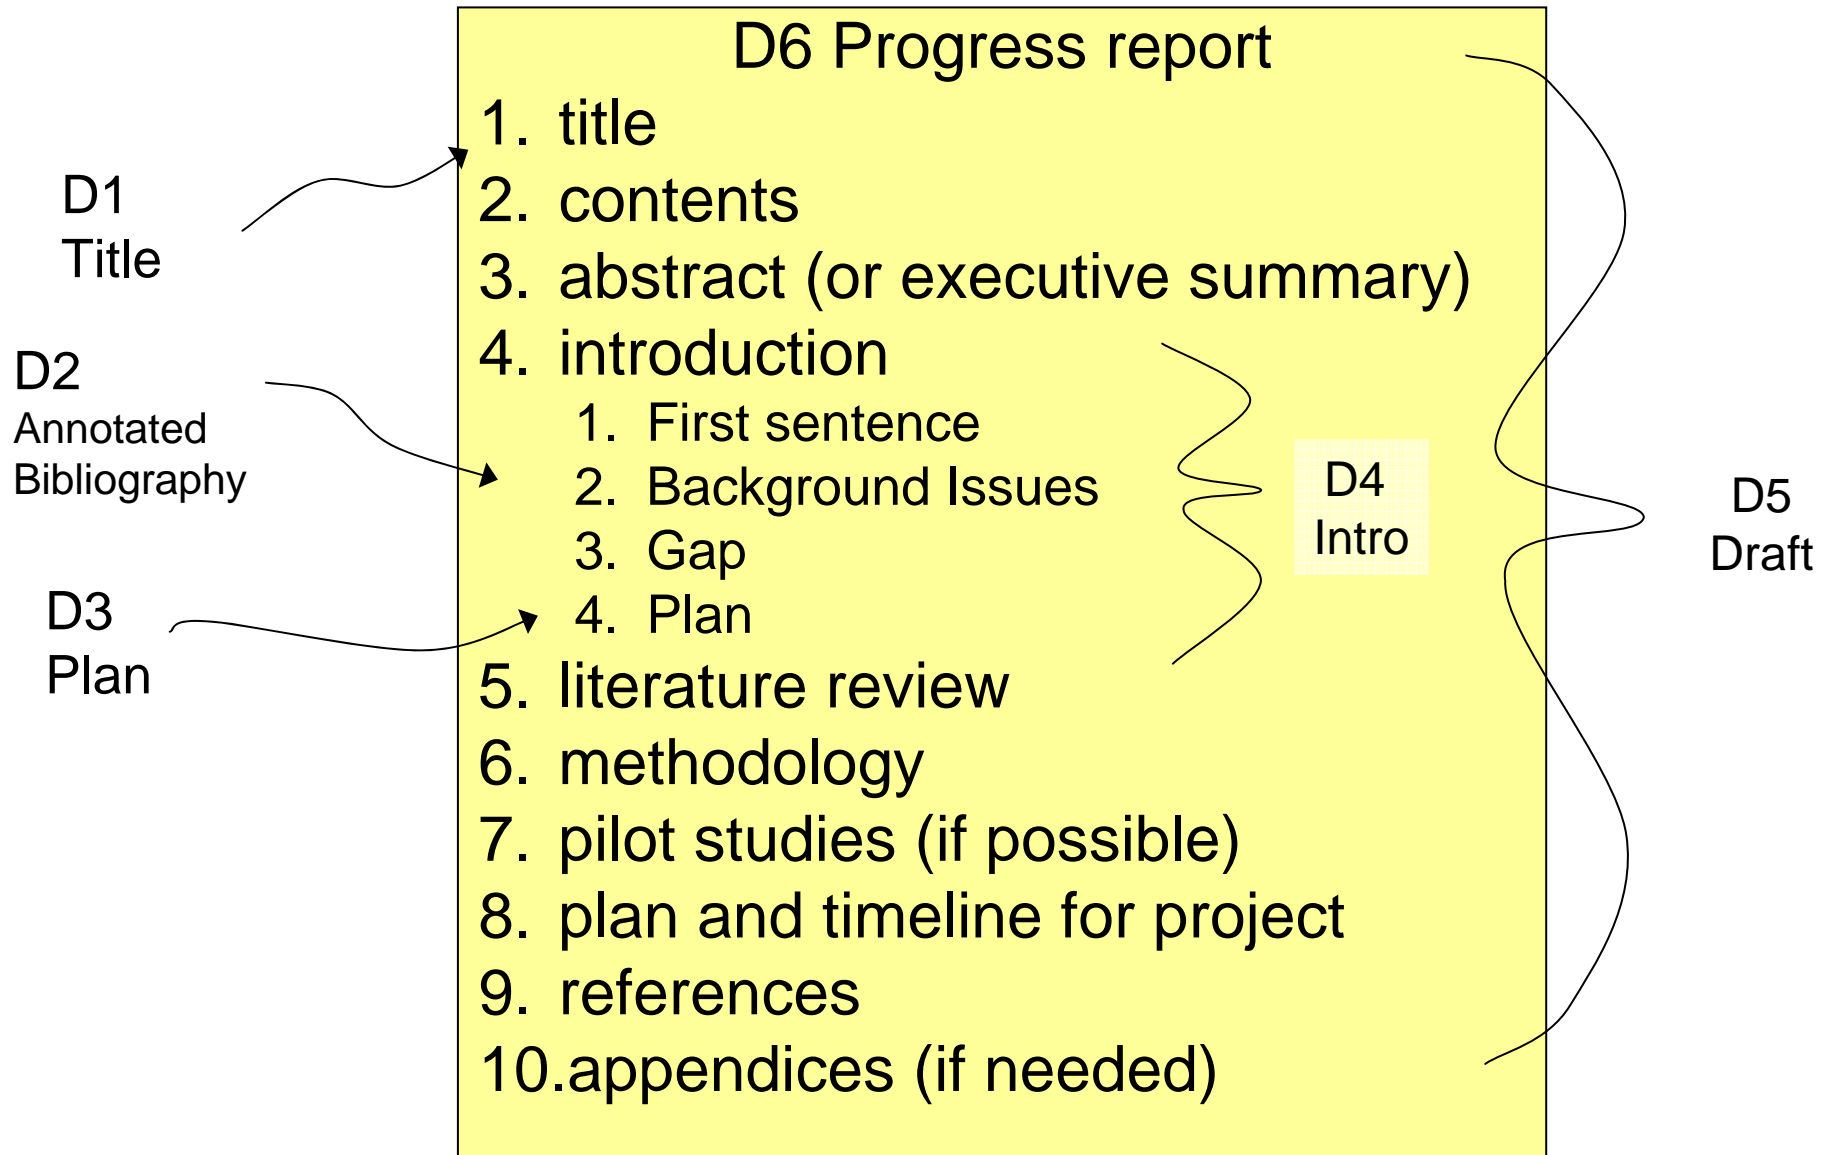 D6 Progress report
1. title
2. contents
3. abstract (or executive summary)
4. introduction
1. First sentence
2. Background Issues
3. Gap
4. Plan
5. literature review
6. methodology
7. pilot studies (if possible)
8. plan and timeline for project
9. references
10.appendices (if needed)
D1
Title
D2
Annotated
Bibliography
D3
Plan
D4
Intro
D5
Draft